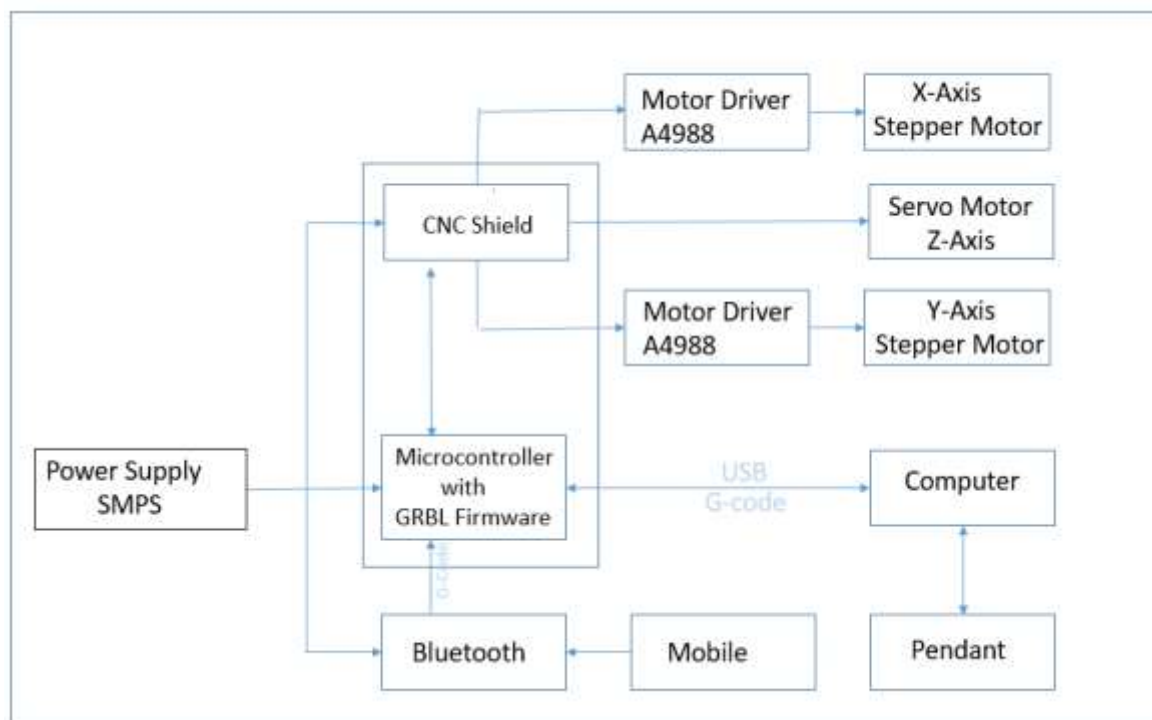 Motor Driver
A4988
X-Axis
Stepper Motor
CNC Shield
Servo Motor
Z-Axis
Motor Driver
A4988
Y-Axis
Stepper Motor
Power Supply
SMPS
Microcontroller
with
GRBL Firmware
USB
G-code
Computer
G-code
Bluetooth
Mobile
Pendant